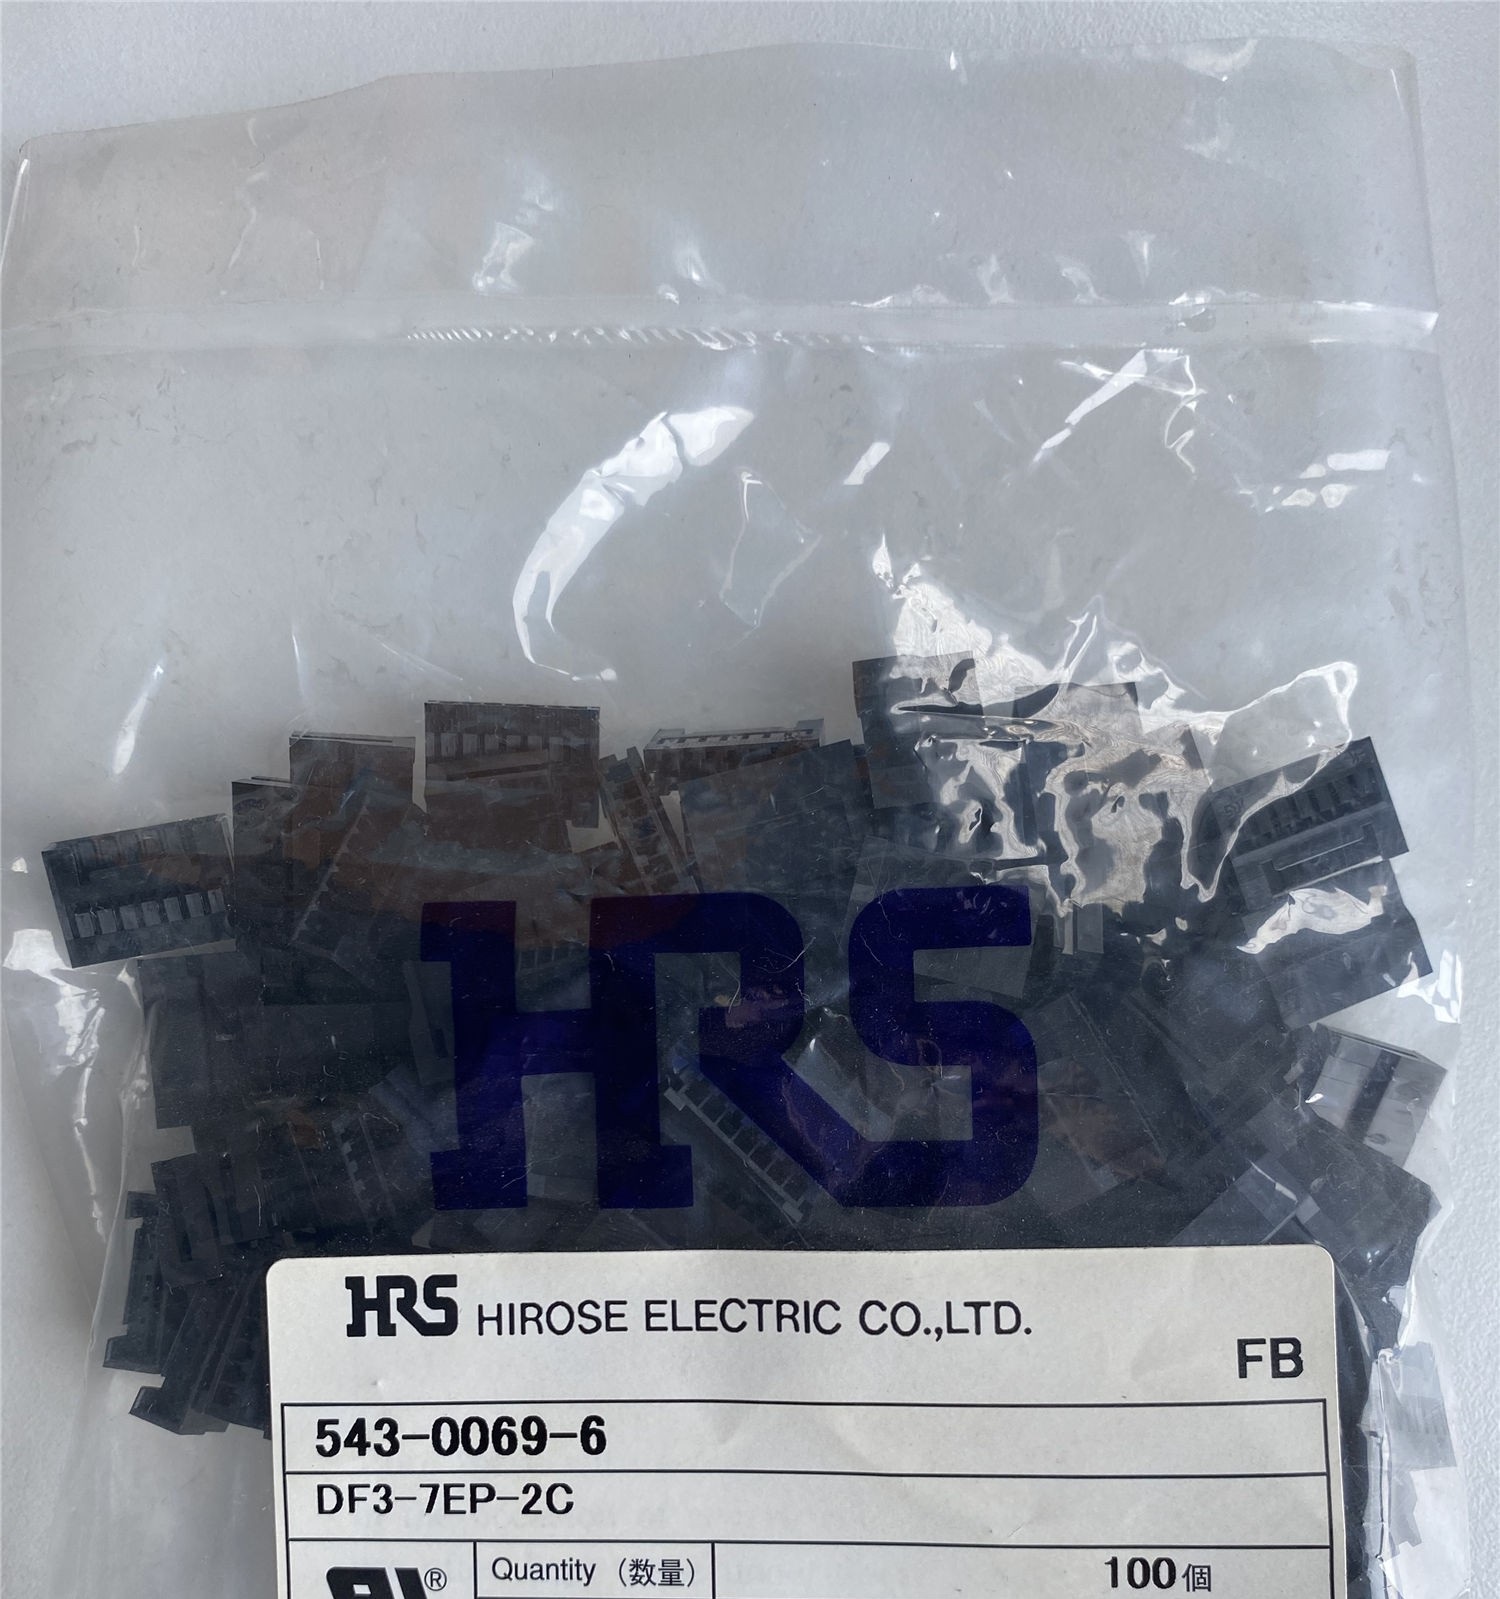 HRS
HRS HIROSE ELECTRIC CO.,LTD.
FB
543-0069-6
DF3-7EP-2C
® Quantity (数量) 100個